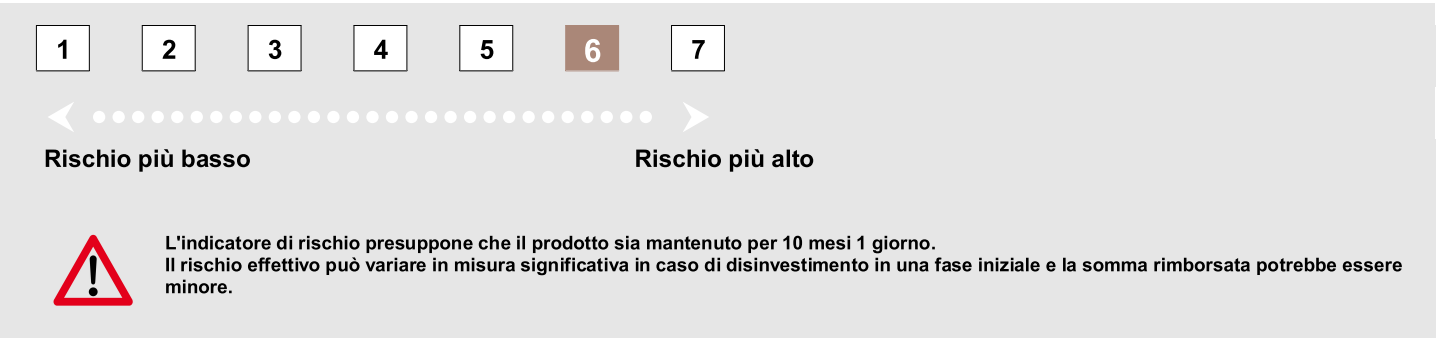 1 2 3 4 5 6 7
Rischio più basso Rischio più alto
L'indicatore di rischio presuppone che il prodotto sia mantenuto per 10 mesi 1 giorno.
Il rischio effettivo può variare in misura significativa in caso di disinvestimento in una fase iniziale e la somma rimborsata potrebbe essere
minore.